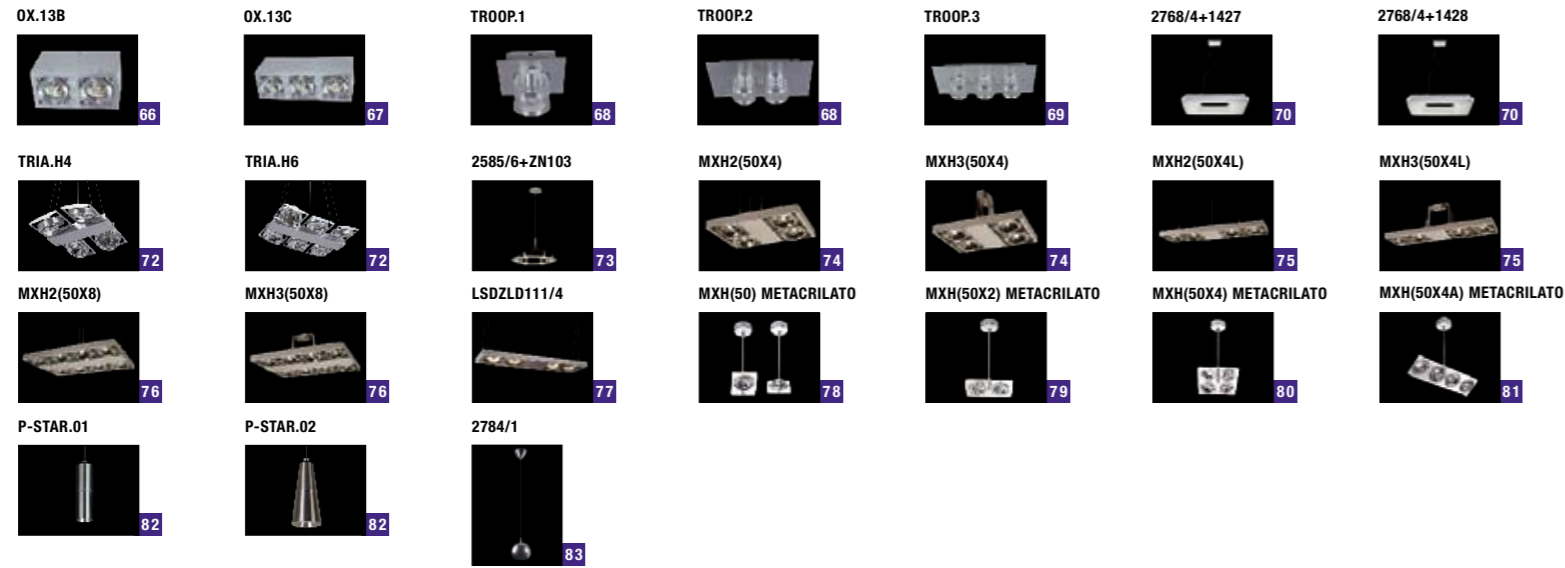 OX.13B OX.13C TROOP.1 TROOP.2 TROOP.3 2768/4+1427 2768/4+1428
66 67 68 68 69 70 70
TRIA.H4 TRIA.H6 2585/6+ZN103 MXH2(50X4) MXH3(50X4) MXH2(50X4L) MXH3(50X4L)
72 72 73 74 74 75 75
MXH2(50X8) MXH3(50X8) LSDZLD111/4 MXH(50) METACRILATO MXH(50X2) METACRILATO MXH(50X4) METACRILATO MXH(50X4A) METACRILATO
76 76 77 78 79 80 81
P-STAR.01 P-STAR.02 2784/1
82 82 83